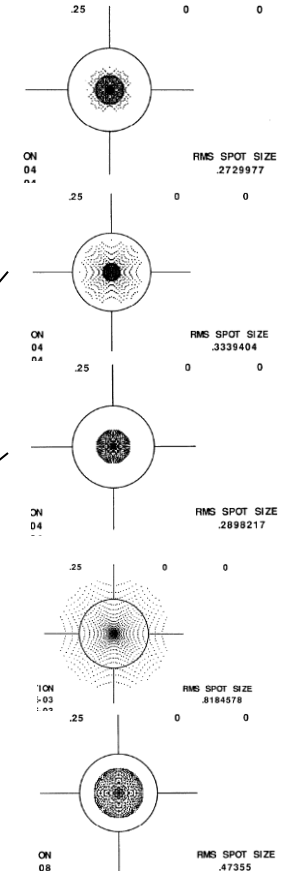 .25 0 0
ON RMS SPOT SIZE
04 .2729977
.25 0 0
ON RMS SPOT SIZE
04 .3339404
.25 0 0
ON RMS SPOT SIZE
04 .2898217
.25 0 0
ION RMS SPOT SIZE
-03 .8184578
.25 0 0
ON RMS SPOT SIZE
08 .47355